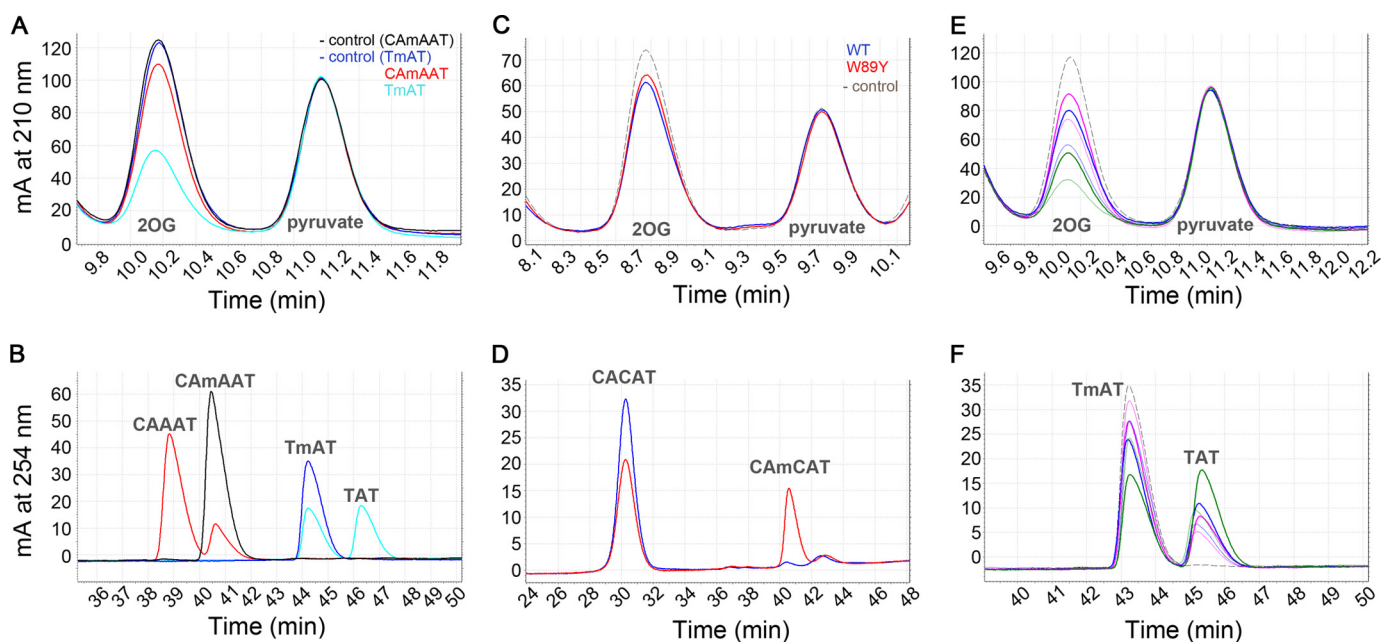 A
- control (CAmAAT)
- control (TmAT)
CAmAAT
TmAT
120
100
80
60
40
20
0
2OG
pyruvate
9.8 10.0 10.2 10.6 10.8 11.0 11.2 11.4 11.6 11.8
Time (min)
mA at 210 nm
C
WT
W89Y
- control
70
60
50
40
30
20
10
0
2OG
pyruvate
8.1 8.3 8.5 8.7 8.9 9.1 9.3 9.5 9.7 9.9 10.1
Time (min)
E
120
100
80
60
40
20
0
2OG
pyruvate
9.6 9.8 10.0 10.2 10.4 10.6 10.8 11.0 11.2 11.4 11.6 11.8 12.0 12.2
Time (min)
B
CAmAAT
CAAAT
TmAT
TAT
60
50
40
30
20
10
0
36 37 38 39 40 41 42 43 44 45 46 47 48 49 50
Time (min)
mA at 254 nm
D
CACAT
CAmCAT
35
30
25
20
15
10
5
0
24 26 28 30 32 34 36 38 40 42 44 46 48
Time (min)
F
TmAT
TAT
35
30
25
20
15
10
5
0
40 41 42 43 44 45 46 47 48 49 50
Time (min)